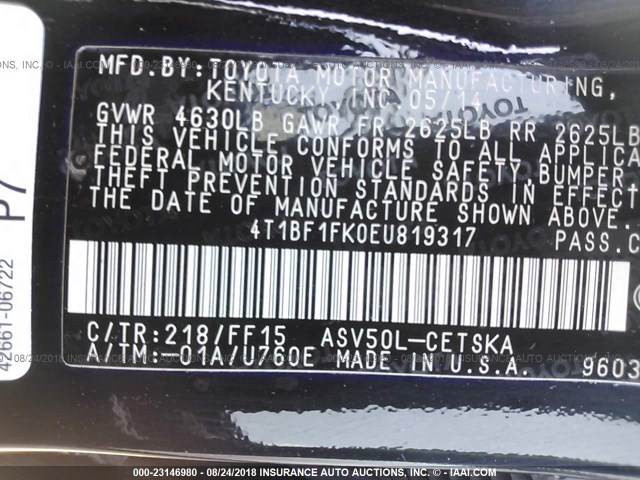 MFD.BY:TOYOTA MOTOR MANUFACTURING,
KENTUCKY INC 05/
GVWR 4630LB GAWR FR 2625LB RR 2625LB
THIS VEHICLE CONFORMS TO ALL APPLICA
FEDERAL MOTOR VEHICLE SAFETY BUMPER
THEFT PREVENTION STANDARDS IN EFFECT
THE DATE OF MANUFACTURE SHOWN ABOVE.
4T1BF1FK0EU819317 PASS.C
C/TR:218/FF15 ASV50L-CETSKA
A/TM:-01A/U760E MADE IN U.S.A.
9603
P7
42661-06722
000-23146980 - 08/24/2018 - INSURANCE AUTO AUCTIONS, INC. © - IAAI.COM